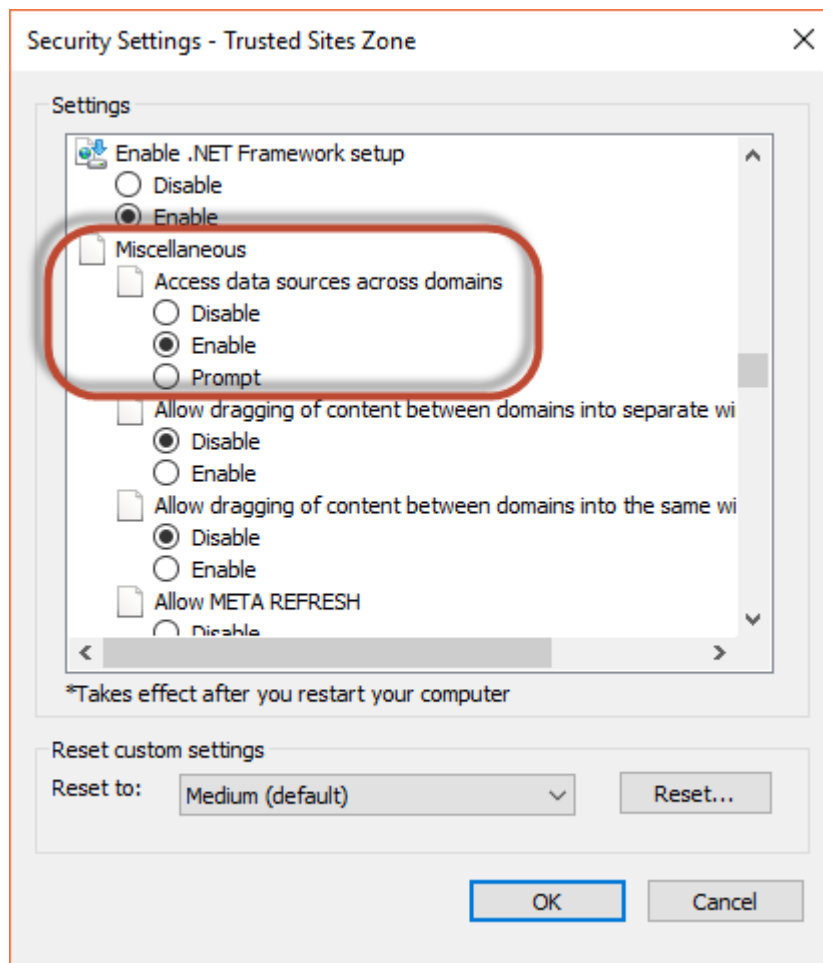 Security Settings - Trusted Sites Zone
Settings
Enable .NET Framework setup
Disable
Enable
Miscellaneous
Access data sources across domains
Disable
Enable
Prompt
Allow dragging of content between domains into separate wi
Disable
Enable
Allow dragging of content between domains into the same wi
Disable
Enable
Allow META REFRESH
Disable
*Takes effect after you restart your computer
Reset custom settings
Reset to: Medium (default) Reset...
OK Cancel